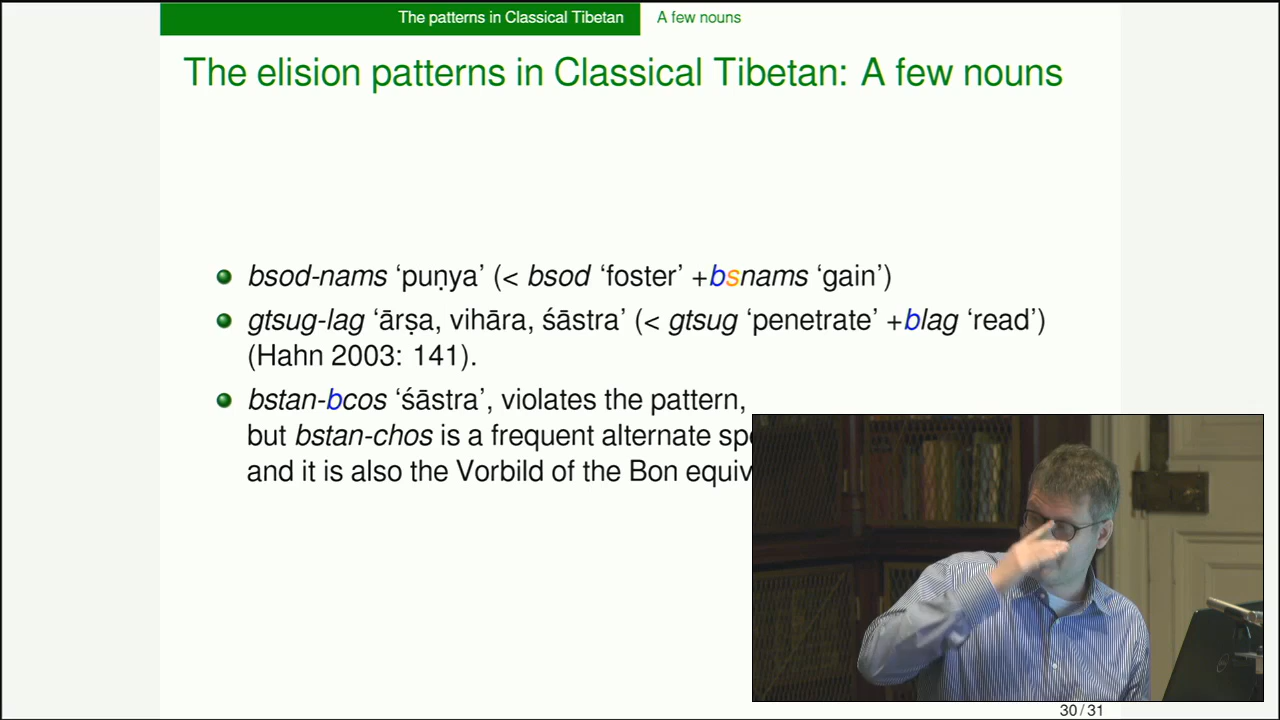 The patterns in Classical Tibetan A few nouns
The elision patterns in Classical Tibetan: A few nouns
bsod-nams ‘puṇya’ (< bsod ‘foster’ +bsnams ‘gain’)
gtsug-lag ‘ārṣa, vihāra, śāstra’ (< gtsug ‘penetrate’ +blag ‘read’)
(Hahn 2003: 141).
bstan-bcos ‘śāstra’, violates the pattern,
but bstan-chos is a frequent alternate
and it is also the Vorbild of the Bon
30 / 31